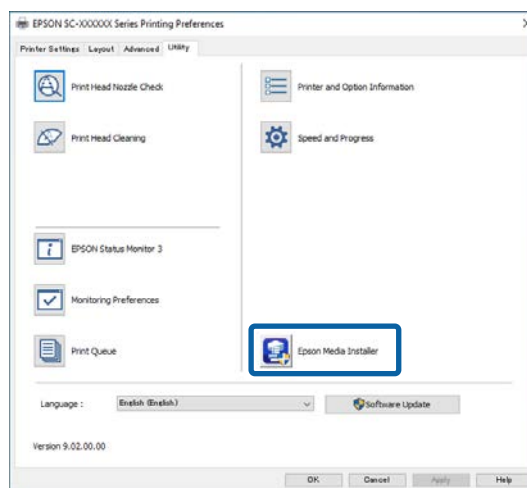 EPSON SC-XXXXXX Series Printing Preferences
Printer Settings Layout Advanced Utility
Print Head Nozzle Check
Printer and Option Information
Print Head Cleaning
Speed and Progress
EPSON Status Monitor 3
Monitoring Preferences
Print Queue
Epson Media Installer
Language :
English (English)
Software Update
Version 9.02.00.00
OK Cancel Apply Help